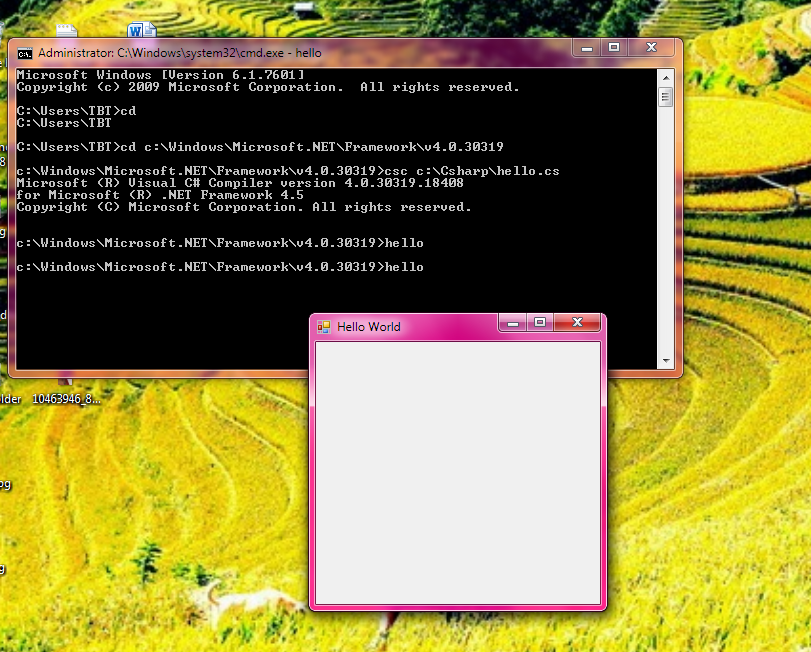 Administrator: C:\Windows\system32\cmd.exe - hello
Microsoft Windows [Version 6.1.7601]
Copyright (c) 2009 Microsoft Corporation.  All rights reserved.
C:\Users\TBT>cd
C:\Users\TBT
C:\Users\TBT>cd c:\Windows\Microsoft.NET\Framework\v4.0.30319
c:\Windows\Microsoft.NET\Framework\v4.0.30319>csc c:\Csharp\hello.cs
Microsoft (R) Visual C# Compiler version 4.0.30319.18408
for Microsoft (R) .NET Framework 4.5
Copyright (C) Microsoft Corporation. All rights reserved.
c:\Windows\Microsoft.NET\Framework\v4.0.30319>hello
c:\Windows\Microsoft.NET\Framework\v4.0.30319>hello
Hello World
10463946_8...